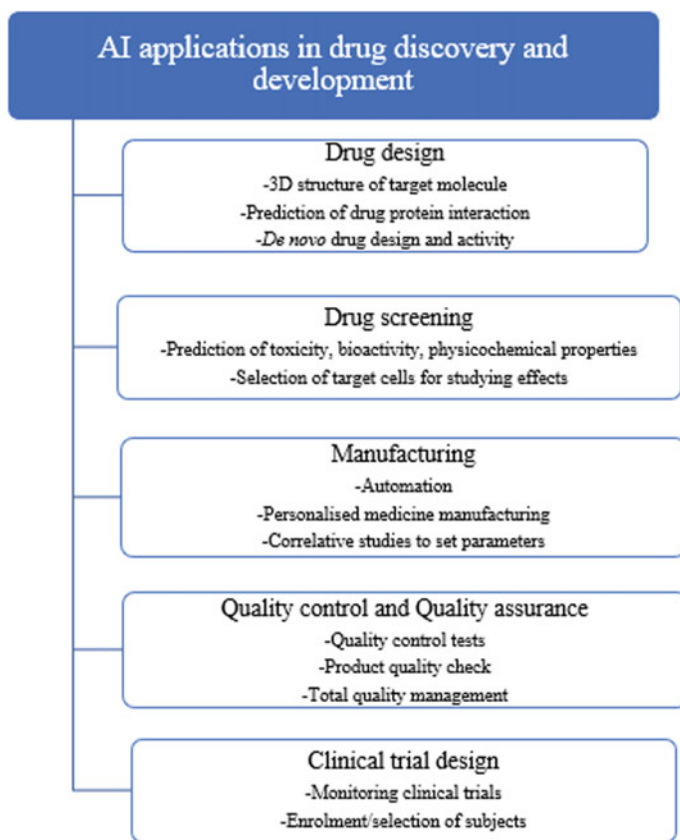 AI applications in drug discovery and
development
Drug design
-3D structure of target molecule
-Prediction of drug protein interaction
-De novo drug design and activity
Drug screening
-Prediction of toxicity, bioactivity, physicochemical properties
-Selection of target cells for studying effects
Manufacturing
-Automation
-Personalised medicine manufacturing
-Correlative studies to set parameters
Quality control and Quality assurance
-Quality control tests
-Product quality check
-Total quality management
Clinical trial design
-Monitoring clinical trials
-Enrolment/selection of subjects